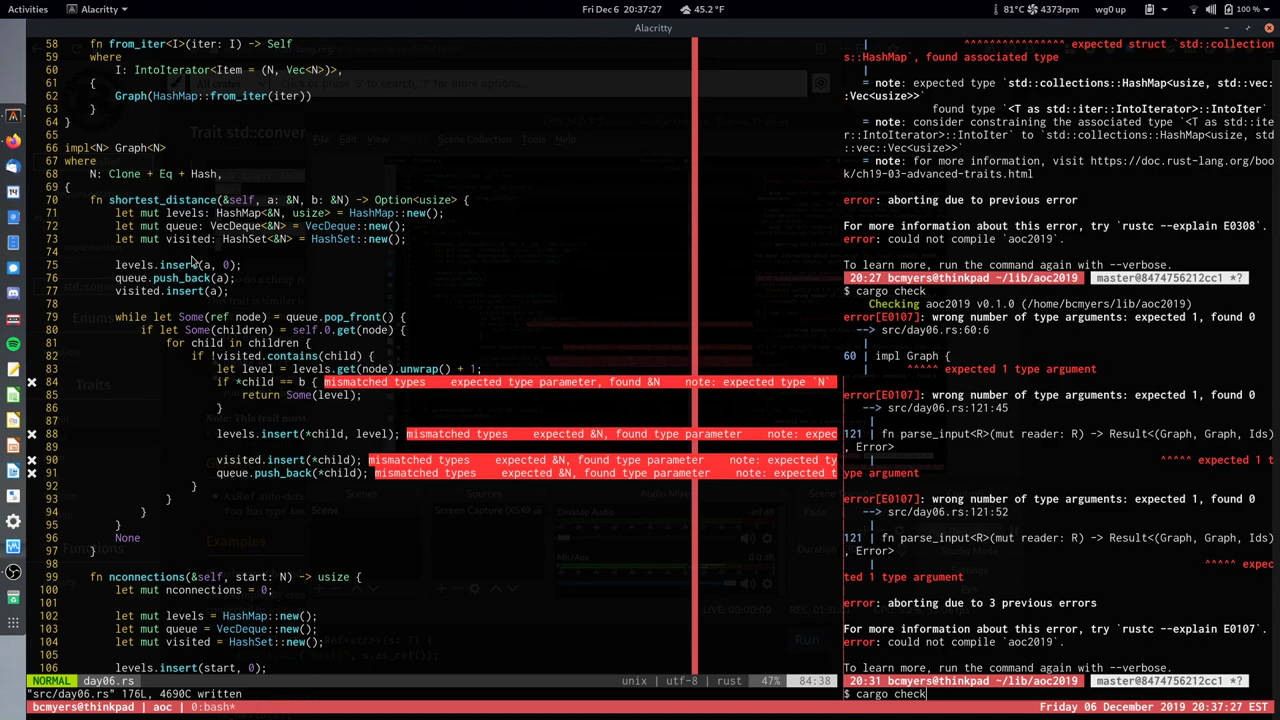 Activities
Alacritty
Fri Dec 6 20:37:27
45.2 °F
81°C
4373rpm
wg0 up
100 %
Alacritty
58 fn from_iter<I>(iter: I) -> Self
59 where
60 I: IntoIterator<Item = (N, Vec<N>)>,
61 {
62 Graph(HashMap::from_iter(iter))
63 }
64 }
65
66 impl<N> Graph<N>
67 where
68 N: Clone + Eq + Hash,
69 {
70 fn shortest_distance(&self, a: &N, b: &N) -> Option<usize> {
71 let mut levels: HashMap<&N, usize> = HashMap::new();
72 let mut queue: VecDeque<&N> = VecDeque::new();
73 let mut visited: HashSet<&N> = HashSet::new();
74
75 levels.insert(a, 0);
76 queue.push_back(a);
77 visited.insert(a);
78
79 while let Some(ref node) = queue.pop_front() {
80 if let Some(children) = self.0.get(node) {
81 for child in children {
82 if !visited.contains(child) {
83 let level = levels.get(node).unwrap() + 1;
84 if *child == b { mismatched types expected type parameter, found &N note: expected type `N`
85 return Some(level);
86 }
87
88 levels.insert(*child, level); mismatched types expected &N, found type parameter note: expec
89
90 visited.insert(*child); mismatched types expected &N, found type parameter note: expected ty
91 queue.push_back(*child); mismatched types expected &N, found type parameter note: expected t
92 }
93 }
94 }
95 }
96 None
97 }
98
99 fn nconnections(&self, start: N) -> usize {
100 let mut nconnections = 0;
101
102 let mut levels = HashMap::new();
103 let mut queue = VecDeque::new();
104 let mut visited = HashSet::new();
105
106 levels.insert(start, 0);
NORMAL day06.rs unix | utf-8 | rust 47% 84:38
"src/day06.rs" 176L, 4690C written
| ^^^^^^^^^^^^^^^^ expected struct `std::collection
s::HashMap`, found associated type
|
= note: expected type `std::collections::HashMap<usize, std::vec:
:Vec<usize>>`
found type `<T as std::iter::IntoIterator>::IntoIter`
= note: consider constraining the associated type `<T as std::ite
r::IntoIterator>::IntoIter` to `std::collections::HashMap<usize, std
::vec::Vec<usize>>`
= note: for more information, visit https://doc.rust-lang.org/boo
k/ch19-03-advanced-traits.html
error: aborting due to previous error
For more information about this error, try `rustc --explain E0308`.
error: could not compile `aoc2019`.
To learn more, run the command again with --verbose.
20:27 bcmyers@thinkpad ~/lib/aoc2019 master@8474756212cc1 *?
$ cargo check
Checking aoc2019 v0.1.0 (/home/bcmyers/lib/aoc2019)
error[E0107]: wrong number of type arguments: expected 1, found 0
--> src/day06.rs:60:6
|
60 | impl Graph {
| ^^^^^ expected 1 type argument
error[E0107]: wrong number of type arguments: expected 1, found 0
--> src/day06.rs:121:45
|
121 | fn parse_input<R>(mut reader: R) -> Result<(Graph, Graph, Ids)
, Error>
| ^^^^^ expected 1 t
ype argument
error[E0107]: wrong number of type arguments: expected 1, found 0
--> src/day06.rs:121:52
|
121 | fn parse_input<R>(mut reader: R) -> Result<(Graph, Graph, Ids)
, Error>
| ^^^^^ expec
ted 1 type argument
error: aborting due to 3 previous errors
For more information about this error, try `rustc --explain E0107`.
error: could not compile `aoc2019`.
To learn more, run the command again with --verbose.
20:31 bcmyers@thinkpad ~/lib/aoc2019 master@8474756212cc1 *?
$ cargo check
bcmyers@thinkpad | aoc | 0:bash*
Friday 06 December 2019 20:37:27 EST